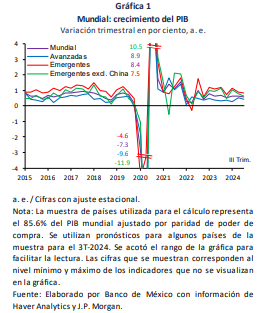 Gráfica 1
Mundial: crecimiento del PIB
Variación trimestral en por ciento, a. e.
4
3
2
1
0
-1
-2
-3
-4
Mundial
Avanzadas
Emergentes
Emergentes excl. China
10.5
8.9
8.4
7.5
-4.6
-7.3
-9.6
-11.9
III Trim.
2015 2016 2017 2018 2019 2020 2021 2022 2023 2024
a. e. / Cifras con ajuste estacional.
Nota: La muestra de países utilizada para el cálculo representa
el 85.6% del PIB mundial ajustado por paridad de poder de
compra. Se utilizan pronósticos para algunos países de la
muestra para el 3T-2024. Se acotó el rango de la gráfica para
facilitar la lectura. Las cifras que se muestran corresponden al
nivel mínimo y máximo de los indicadores que no se visualizan
en la gráfica.
Fuente: Elaborado por Banco de México con información de
Haver Analytics y J.P. Morgan.